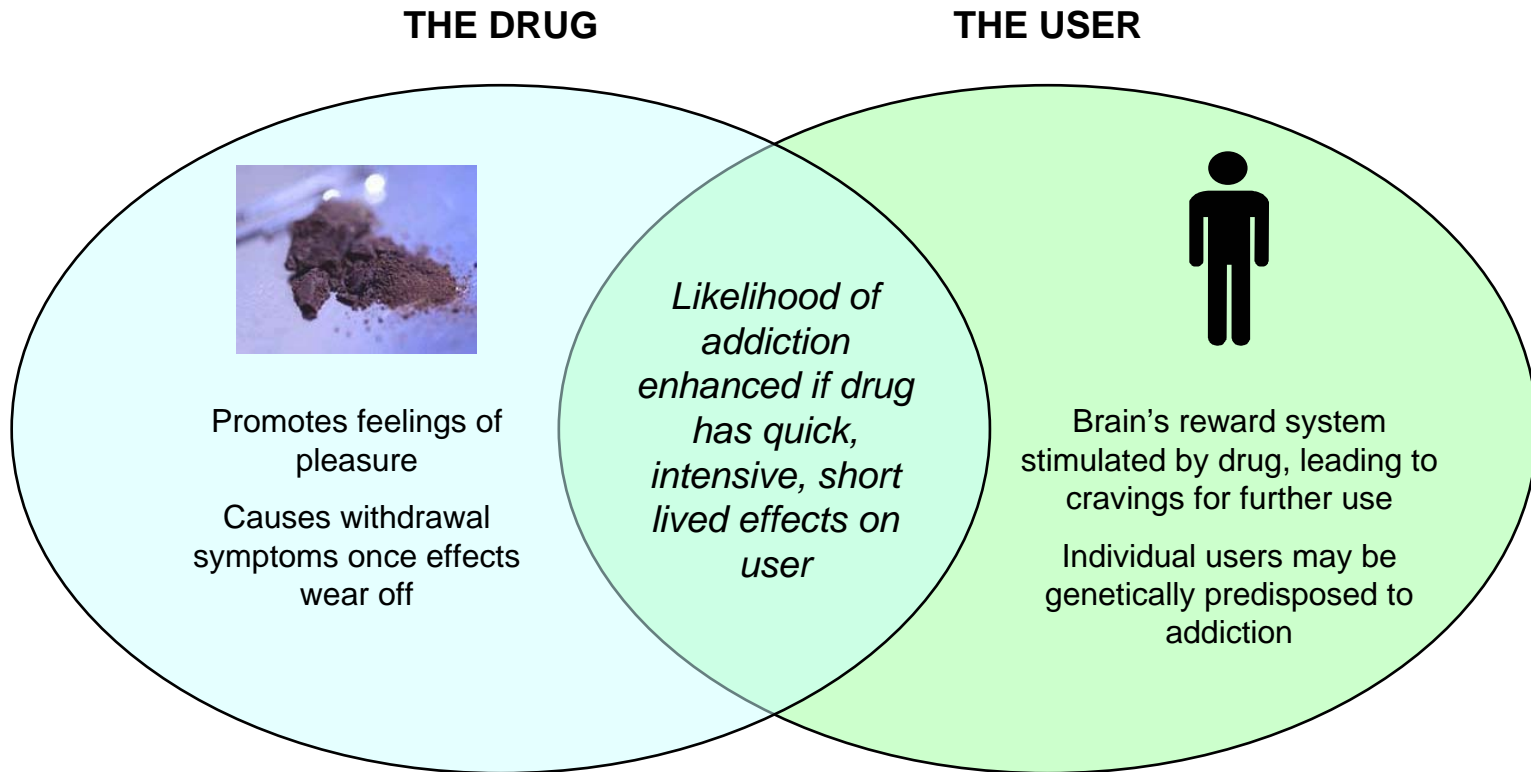 THE DRUG
THE USER
Promotes feelings of
pleasure
Causes withdrawal
symptoms once effects
wear off
Likelihood of
addiction
enhanced if drug
has quick,
intensive, short
lived effects on
user
Brain’s reward system
stimulated by drug, leading to
cravings for further use
Individual users may be
genetically predisposed to
addiction